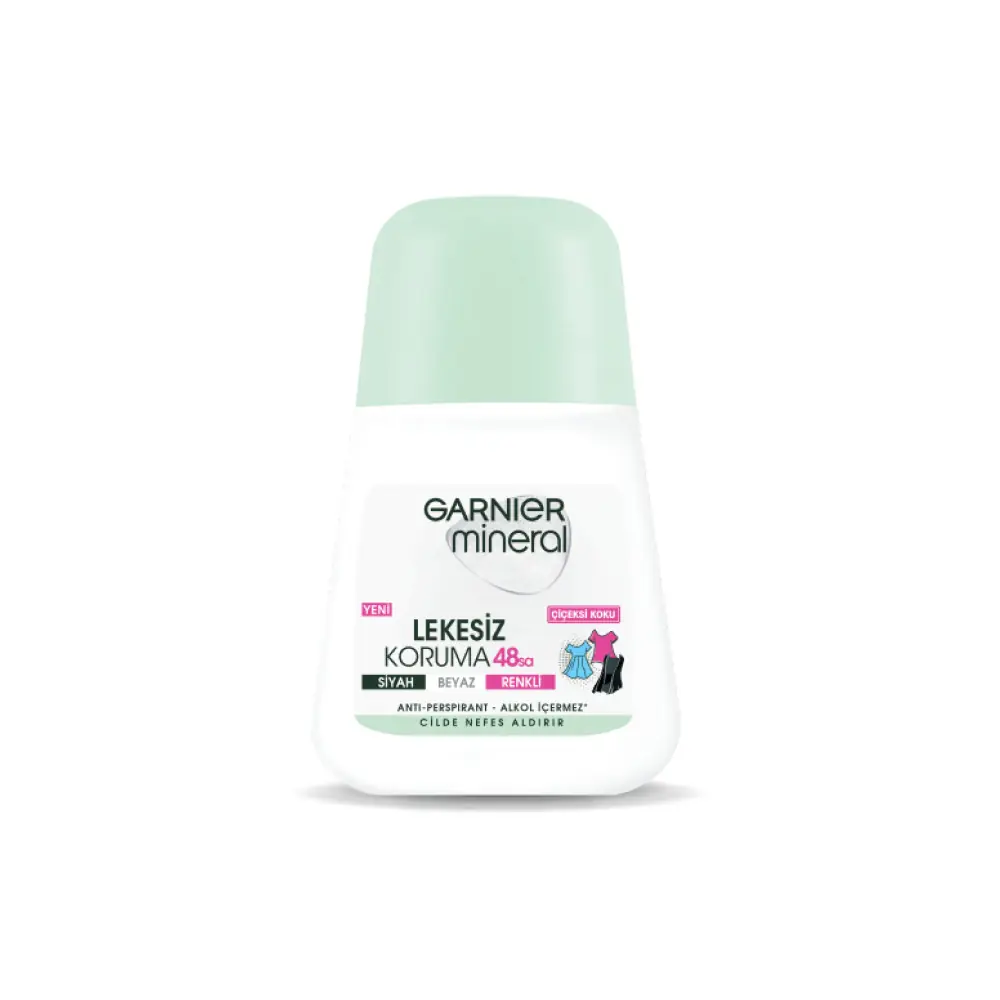 GARNIER
mineral
YENİ
ÇİÇEKSİ KOKU
LEKESİZ
KORUMA 48sa
SİYAH BEYAZ RENKLİ
ANTI-PERSPIRANT - ALKOL İÇERMEZ*
CİLDE NEFES ALDIRIR